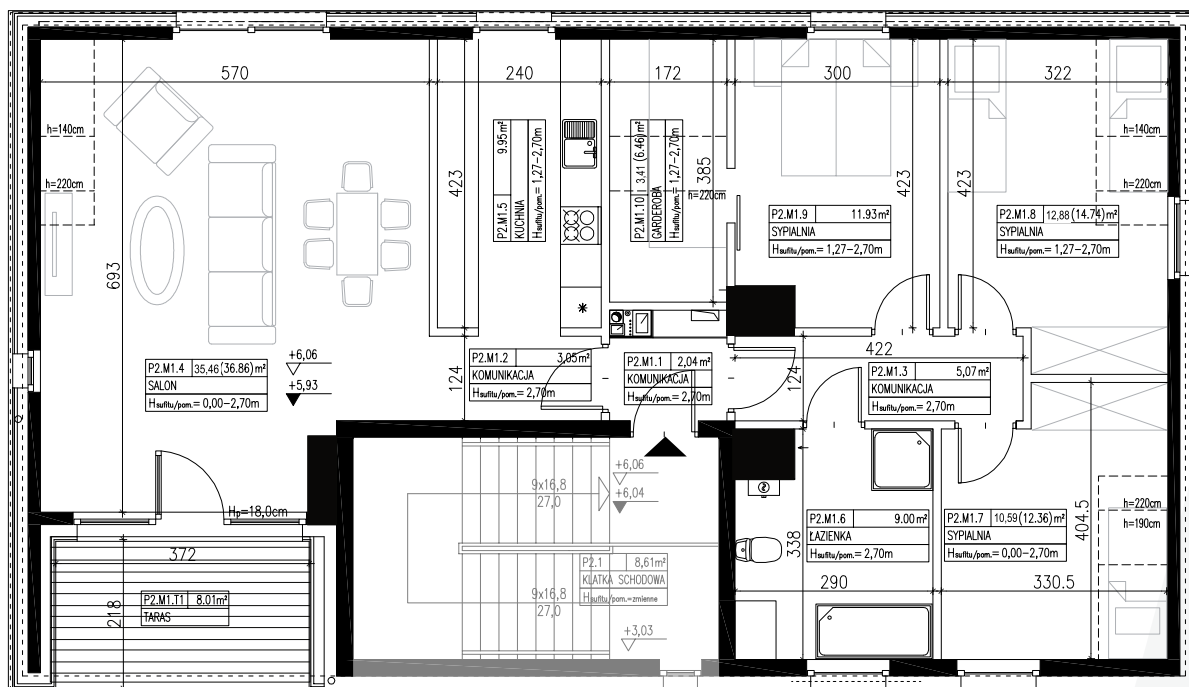 570
240
172
300
322
h=140cm
h=220cm
693
423
P2.M1.5 9.95m²
KUCHNIA
Hsufitu/pom.= 1,27-2,70m
P2.M1.10 3,41 (6.46)m²
GARDEROBA
Hsufitu/pom.= 1,27-2,70m
385
h=220cm
423
P2.M1.9 11.93m²
SYPIALNIA
Hsufitu/pom.= 1,27-2,70m
423
h=140cm
h=220cm
P2.M1.8 12,88(14.74)m²
SYPIALNIA
Hsufitu/pom.= 1,27-2,70m
P2.M1.4 35,46(36.86)m²
SALON
Hsufitu/pom.= 0,00-2,70m
+6,06
+5,93
124
P2.M1.2 3.05m²
KOMUNIKACJA
Hsufitu/pom.= 2,70m
P2.M1.1 2,04m²
KOMUNIKACJA
Hsufitu/pom.= 2,70m
422
124
P2.M1.3 5,07m²
KOMUNIKACJA
Hsufitu/pom.= 2,70m
Hp=18,0cm
372
218
P2.M1.T1 8.01m²
TARAS
9x16,8
27,0
+6,06
+6,04
P2.1 8,61m²
KLATKA SCHODOWA
Hsufitu/pom.=zmienne
9x16,8
27,0
+3,03
338
P2.M1.6 9.00m²
ŁAZIENKA
Hsufitu/pom.= 2,70m
290
P2.M1.7 10,59(12.36)m²
SYPIALNIA
Hsufitu/pom.= 0,00-2,70m
330.5
404.5
h=220cm
h=190cm